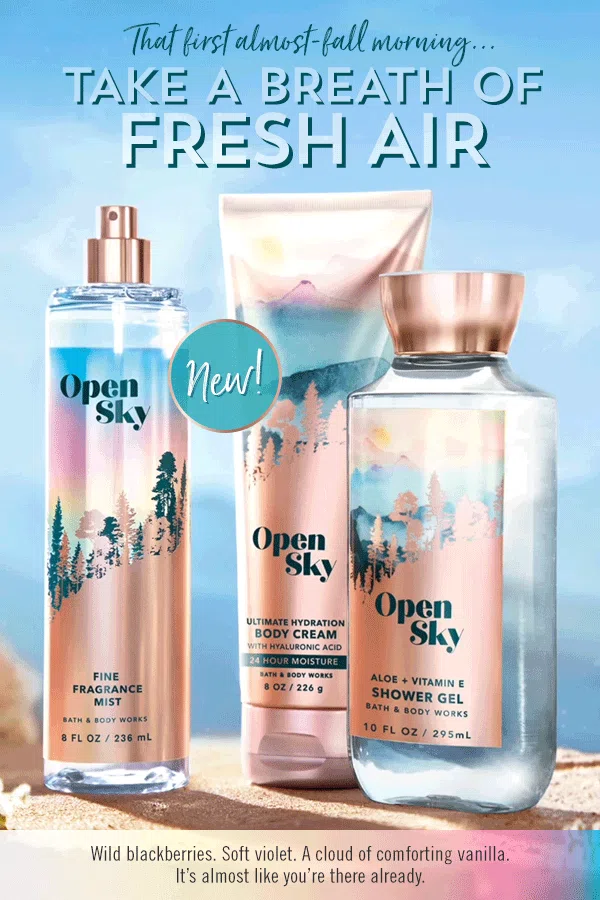 That first almost-fall morning...
TAKE A BREATH OF
FRESH AIR
New!
Open
Sky
FINE
FRAGRANCE
MIST
BATH & BODY WORKS
8 FL OZ / 236 mL
Open
Sky
ULTIMATE HYDRATION
BODY CREAM
WITH HYALURONIC ACID
24 HOUR MOISTURE
BATH & BODY WORKS
8 OZ / 226 g
Open
Sky
ALOE + VITAMIN E
SHOWER GEL
BATH & BODY WORKS
10 FL OZ / 295mL
Wild blackberries. Soft violet. A cloud of comforting vanilla.
It's almost like you're there already.